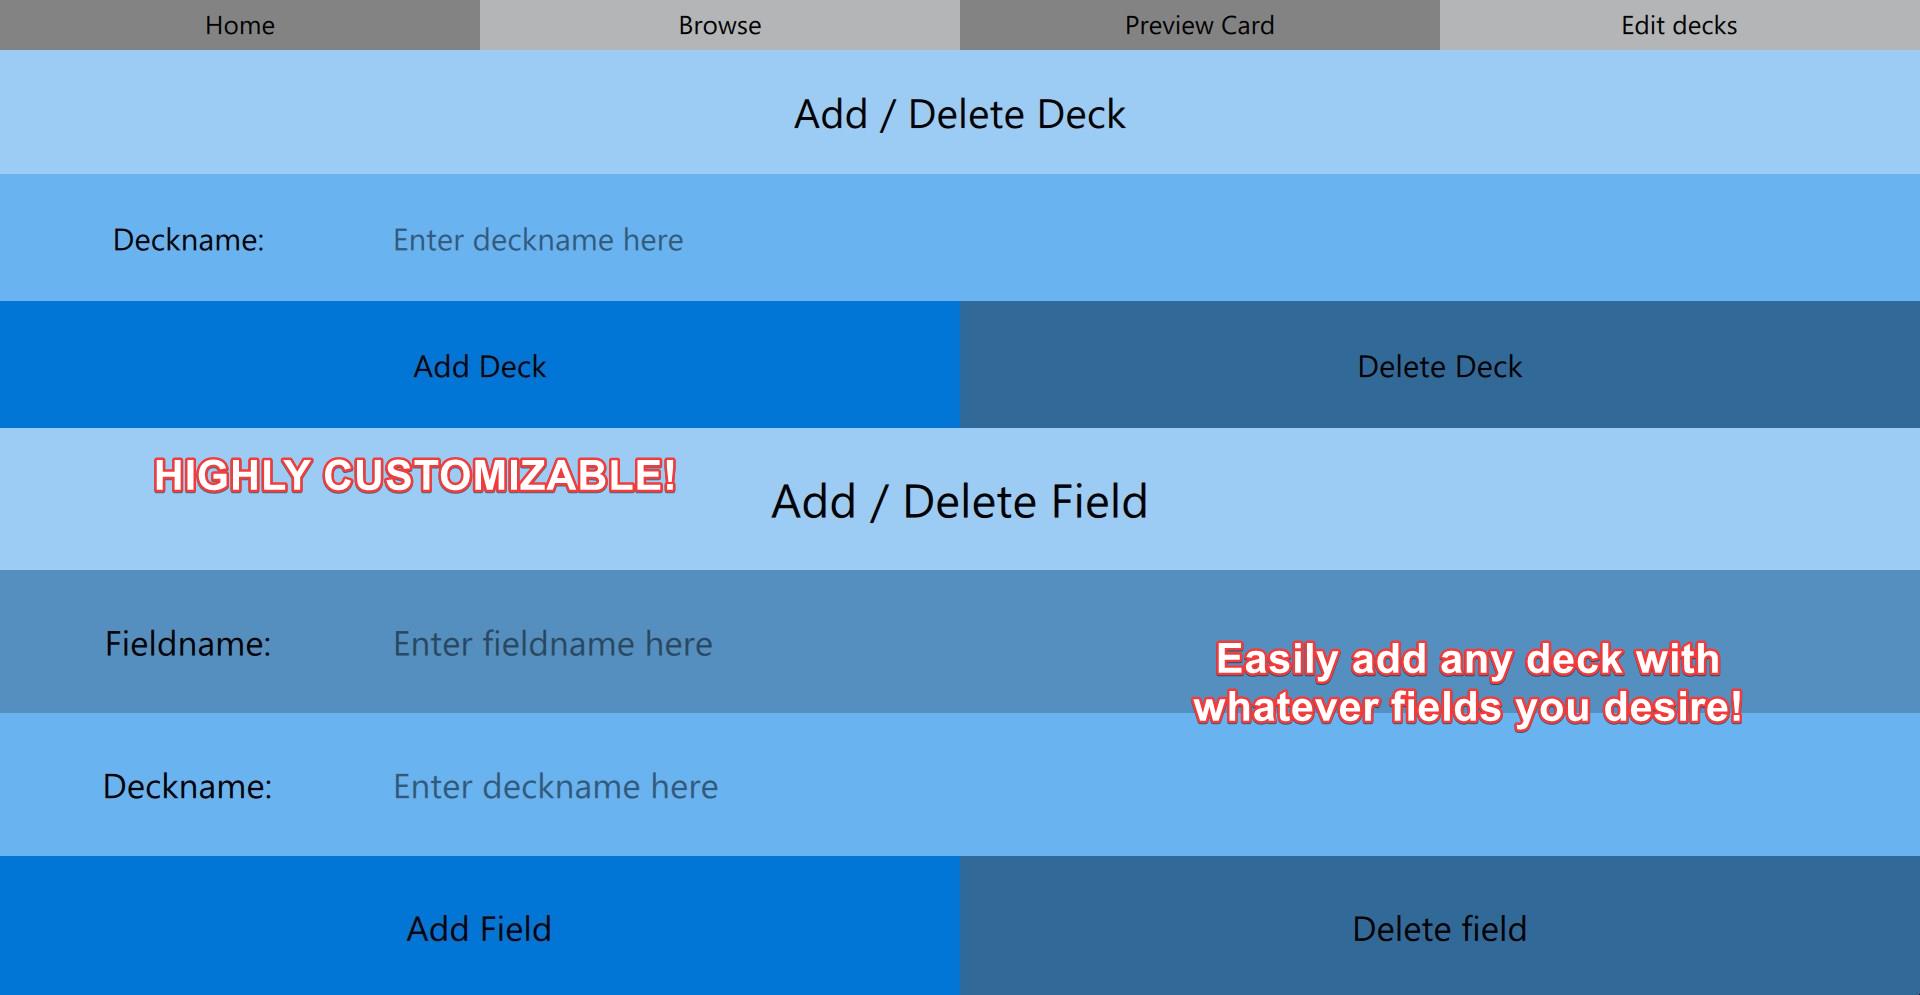 Home
Browse
Preview Card
Edit decks
Add / Delete Deck
Deckname:
Enter deckname here
Add Deck
Delete Deck
HIGHLY CUSTOMIZABLE!
Add / Delete Field
Fieldname:
Enter fieldname here
Easily add any deck with
whatever fields you desire!
Deckname:
Enter deckname here
Add Field
Delete field